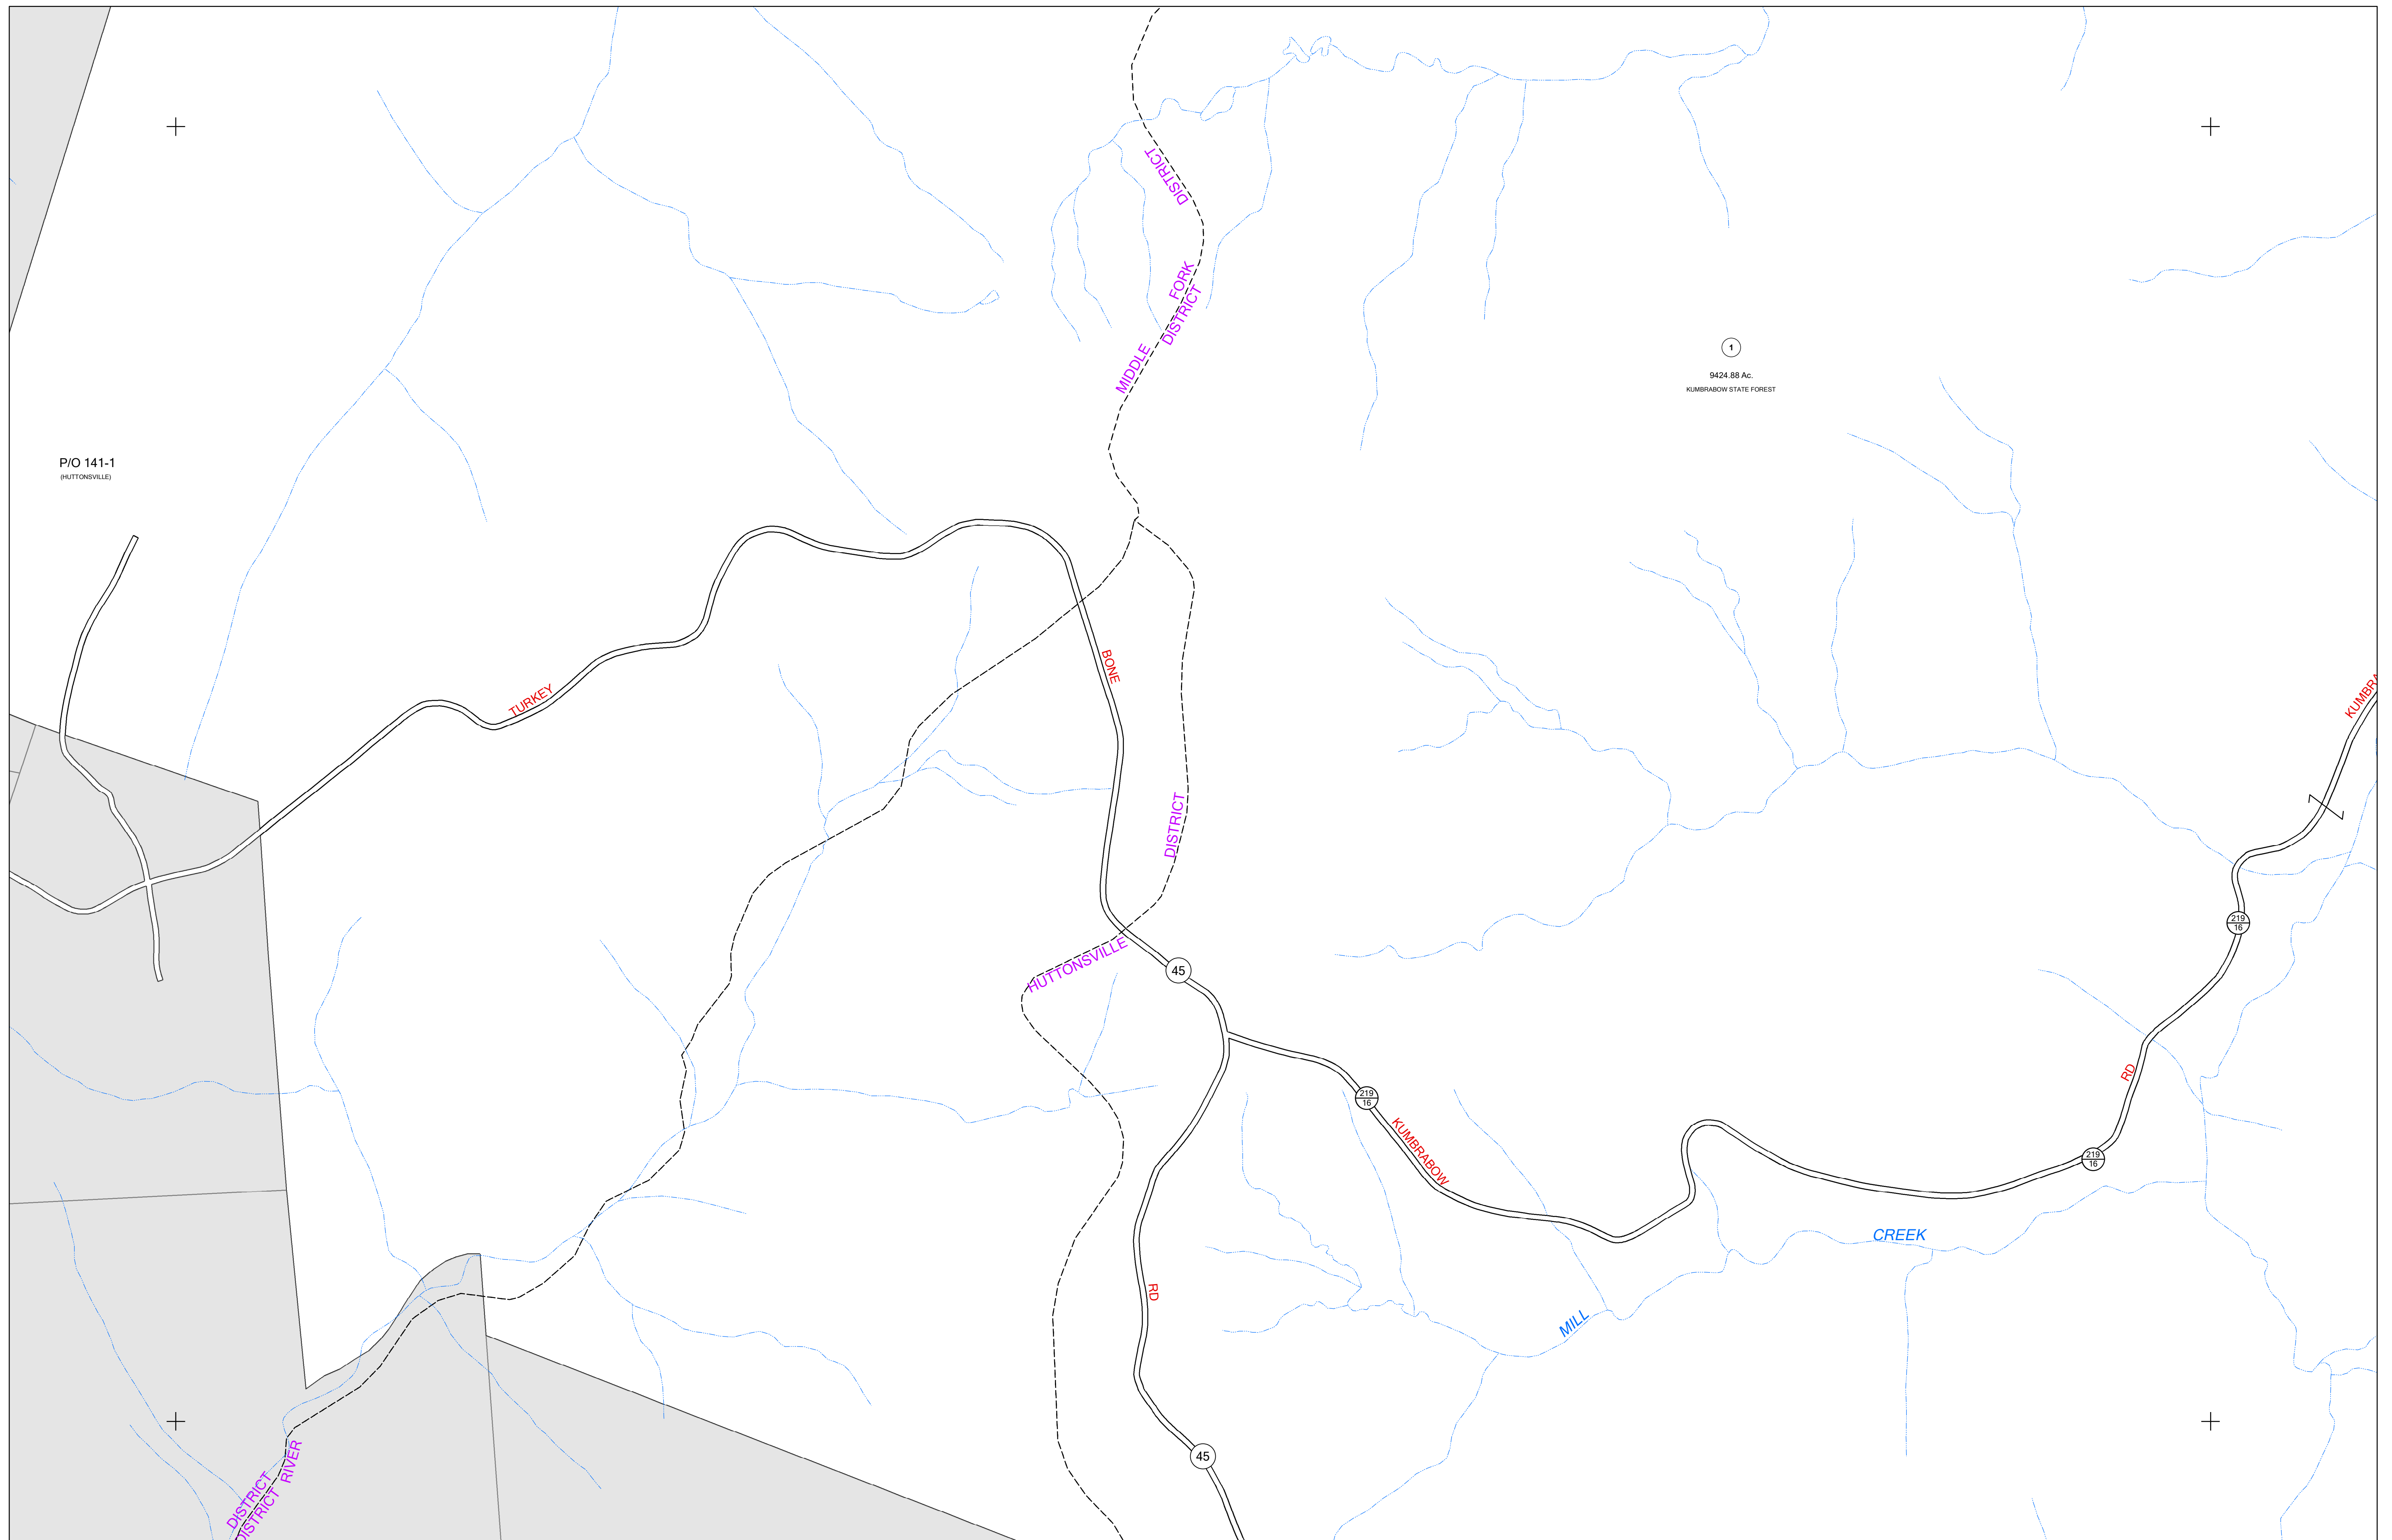 DISTRICT
FORK
DISTRICT
MIDDLE
1
9424.88 Ac.
KUMBRABOW STATE FOREST
P/O 141-1
(HUTTONSVILLE)
TURKEY
BONE
KUMBRA
DISTRICT
HUTTONSVILLE
45
219
16
219
16
KUMBRABOW
RD
219
16
CREEK
MILL
RD
45
RIVER
DISTRICT
DISTRICT